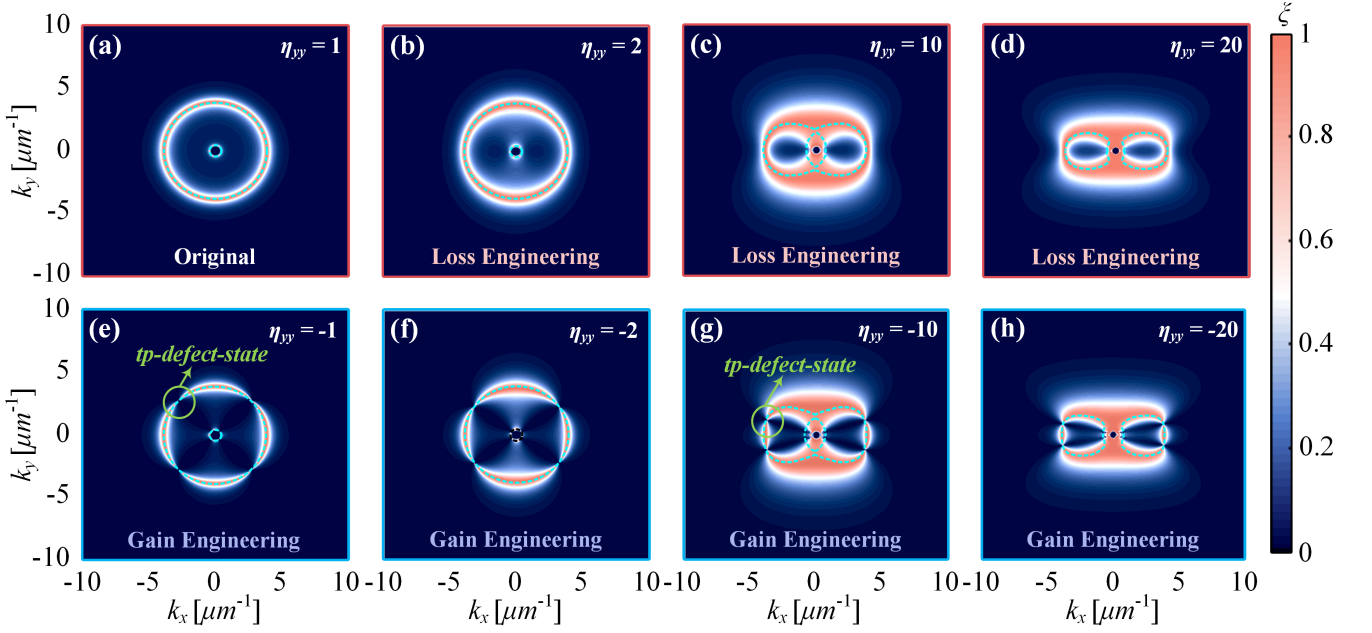 ξ
10
(a)
η_yy = 1
(b)
η_yy = 2
(c)
η_yy = 10
(d)
η_yy = 20
1
5
0.8
k_y [μm⁻¹]
0
-5
0.6
-10
Original
Loss Engineering
Loss Engineering
Loss Engineering
10
(e)
η_yy = -1
(f)
η_yy = -2
(g)
η_yy = -10
(h)
η_yy = -20
tp-defect-state
tp-defect-state
0.4
5
k_y [μm⁻¹]
0
0.2
-5
-10
Gain Engineering
Gain Engineering
Gain Engineering
Gain Engineering
0
-10 -5 0 5 10
-10 -5 0 5 10
-10 -5 0 5 10
-10 -5 0 5 10
k_x [μm⁻¹]
k_x [μm⁻¹]
k_x [μm⁻¹]
k_x [μm⁻¹]